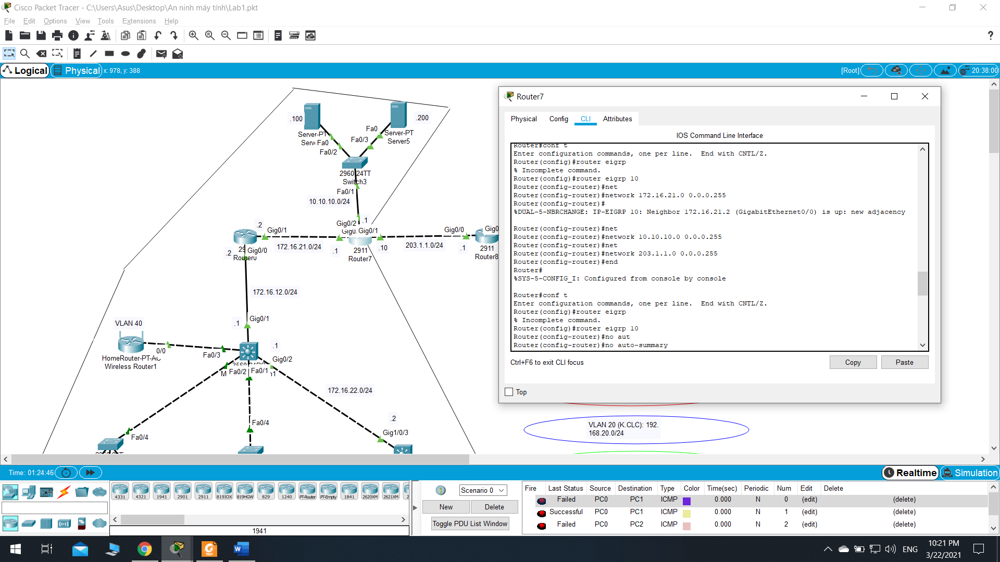 Cisco Packet Tracer - C:\Users\Asus\Desktop\An ninh máy tính\Lab1.pkt
File Edit Options View Tools Extensions Help
Logical Physical x: 978, y: 388
[Root] 20:38:00
.100
.200
Server-PT
Fa0
Fa0/2
Fa0
Fa0/3
Server-PT
Server5
2960-24TT
Switch3
Fa0/1
10.10.10.0/24
.1
Gig0/2
Gig0/1
.2
Gig0/1
172.16.21.0/24
.1
2911
Router7
.10
203.1.1.0/24
Gig0/0
.1
2911
Router8
.2
Gig0/0
Router0
172.16.12.0/24
.1
Gig0/1
VLAN 40
0/0
HomeRouter-PT-AC
Wireless Router1
Fa0/3
.1
Gig0/2
Fa0/2
Fa0/1
172.16.22.0/24
.2
Gig1/0/3
Fa0/4
Fa0/4
VLAN 20 (K.CLC): 192.
168.20.0/24
Router7
Physical Config CLI Attributes
IOS Command Line Interface
Router#conf t
Enter configuration commands, one per line.  End with CNTL/Z.
Router(config)#router eigrp
% Incomplete command.
Router(config)#router eigrp 10
Router(config-router)#net
Router(config-router)#network 172.16.21.0 0.0.0.255
Router(config-router)#
%DUAL-5-NBRCHANGE: IP-EIGRP 10: Neighbor 172.16.21.2 (GigabitEthernet0/0) is up: new adjacency
Router(config-router)#net
Router(config-router)#network 10.10.10.0 0.0.0.255
Router(config-router)#net
Router(config-router)#network 203.1.1.0 0.0.0.255
Router(config-router)#end
Router#
%SYS-5-CONFIG_I: Configured from console by console
Router#conf t
Enter configuration commands, one per line.  End with CNTL/Z.
Router(config)#router eigrp
% Incomplete command.
Router(config)#router eigrp 10
Router(config-router)#no aut
Router(config-router)#no auto-summary
Ctrl+F6 to exit CLI focus
Copy Paste
Top
Time: 01:24:46
Realtime Simulation
4331 4321 1941 2901 2911 819IOX 819HGW 829 1240 PT-Router PT-Empty 1841 2620XM 2621XM
1941
Scenario 0
New Delete
Toggle PDU List Window
Fire Last Status Source Destination Type Color Time(sec) Periodic Num Edit Delete
Failed PC0 PC1 ICMP 0.000 N 0 (edit) (delete)
Successful PC0 PC1 ICMP 0.000 N 1 (edit) (delete)
Failed PC0 PC2 ICMP 0.000 N 2 (edit) (delete)
ENG
10:21 PM
3/22/2021